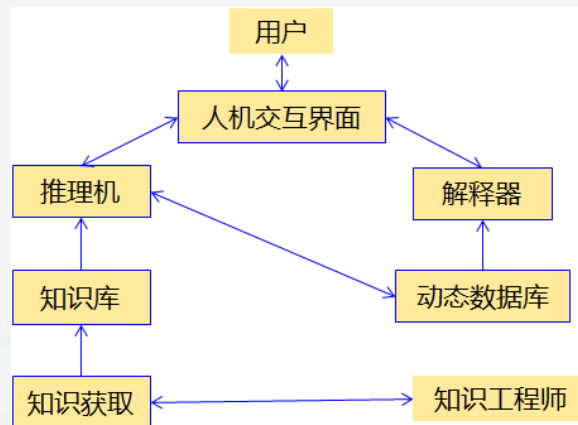 用户
人机交互界面
推理机
解释器
知识库
动态数据库
知识获取
知识工程师